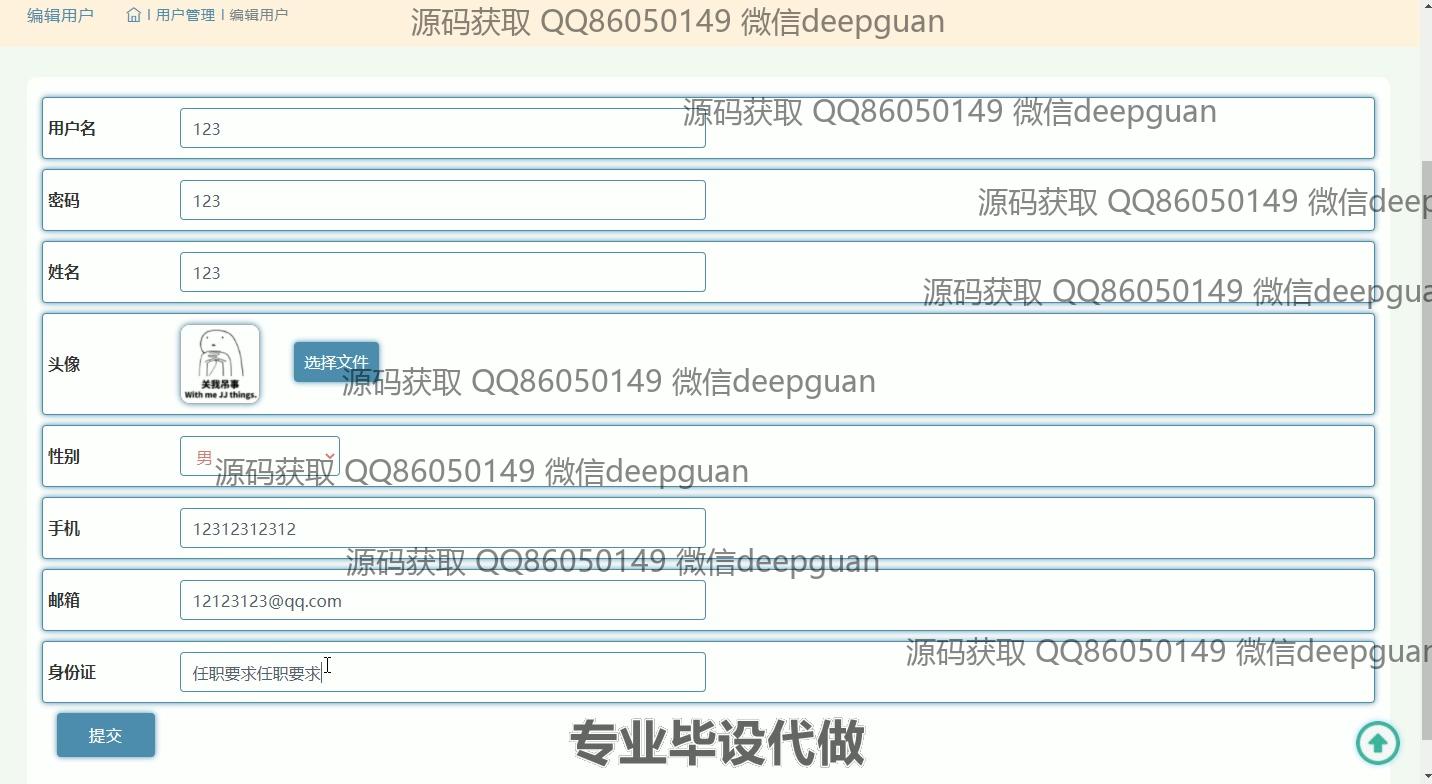 编辑用户 | 用户管理 | 编辑用户
源码获取 QQ86050149 微信deepguan
用户名 123
源码获取 QQ86050149 微信deepguan
密码 123
源码获取 QQ86050149 微信deep
姓名 123
源码获取 QQ86050149 微信deepgua
头像 选择文件
关我吊事
With me JJ things.
源码获取 QQ86050149 微信deepguan
性别 男
源码获取 QQ86050149 微信deepguan
手机 12312312312
源码获取 QQ86050149 微信deepguan
邮箱 12123123@qq.com
源码获取 QQ86050149 微信deepguan
身份证 任职要求任职要求
提交
专业毕设代做